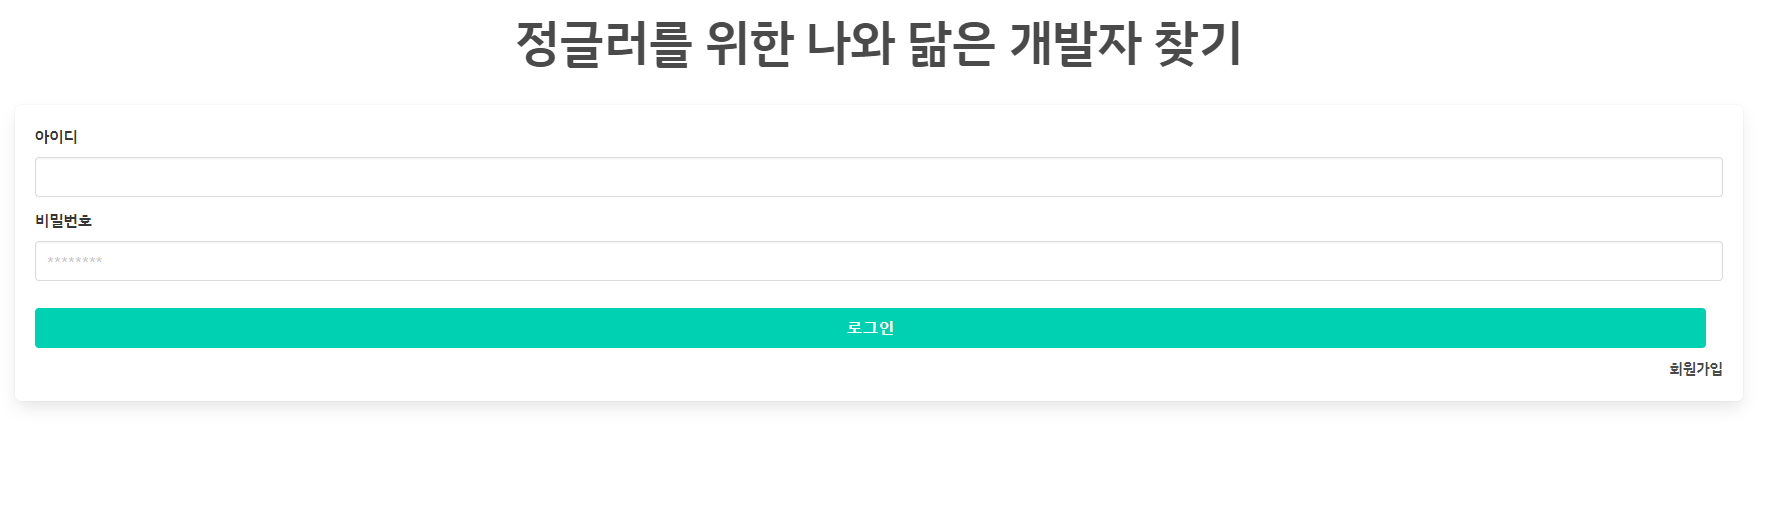 정글러를 위한 나와 닮은 개발자 찾기
아이디
비밀번호
********
로그인
회원가입